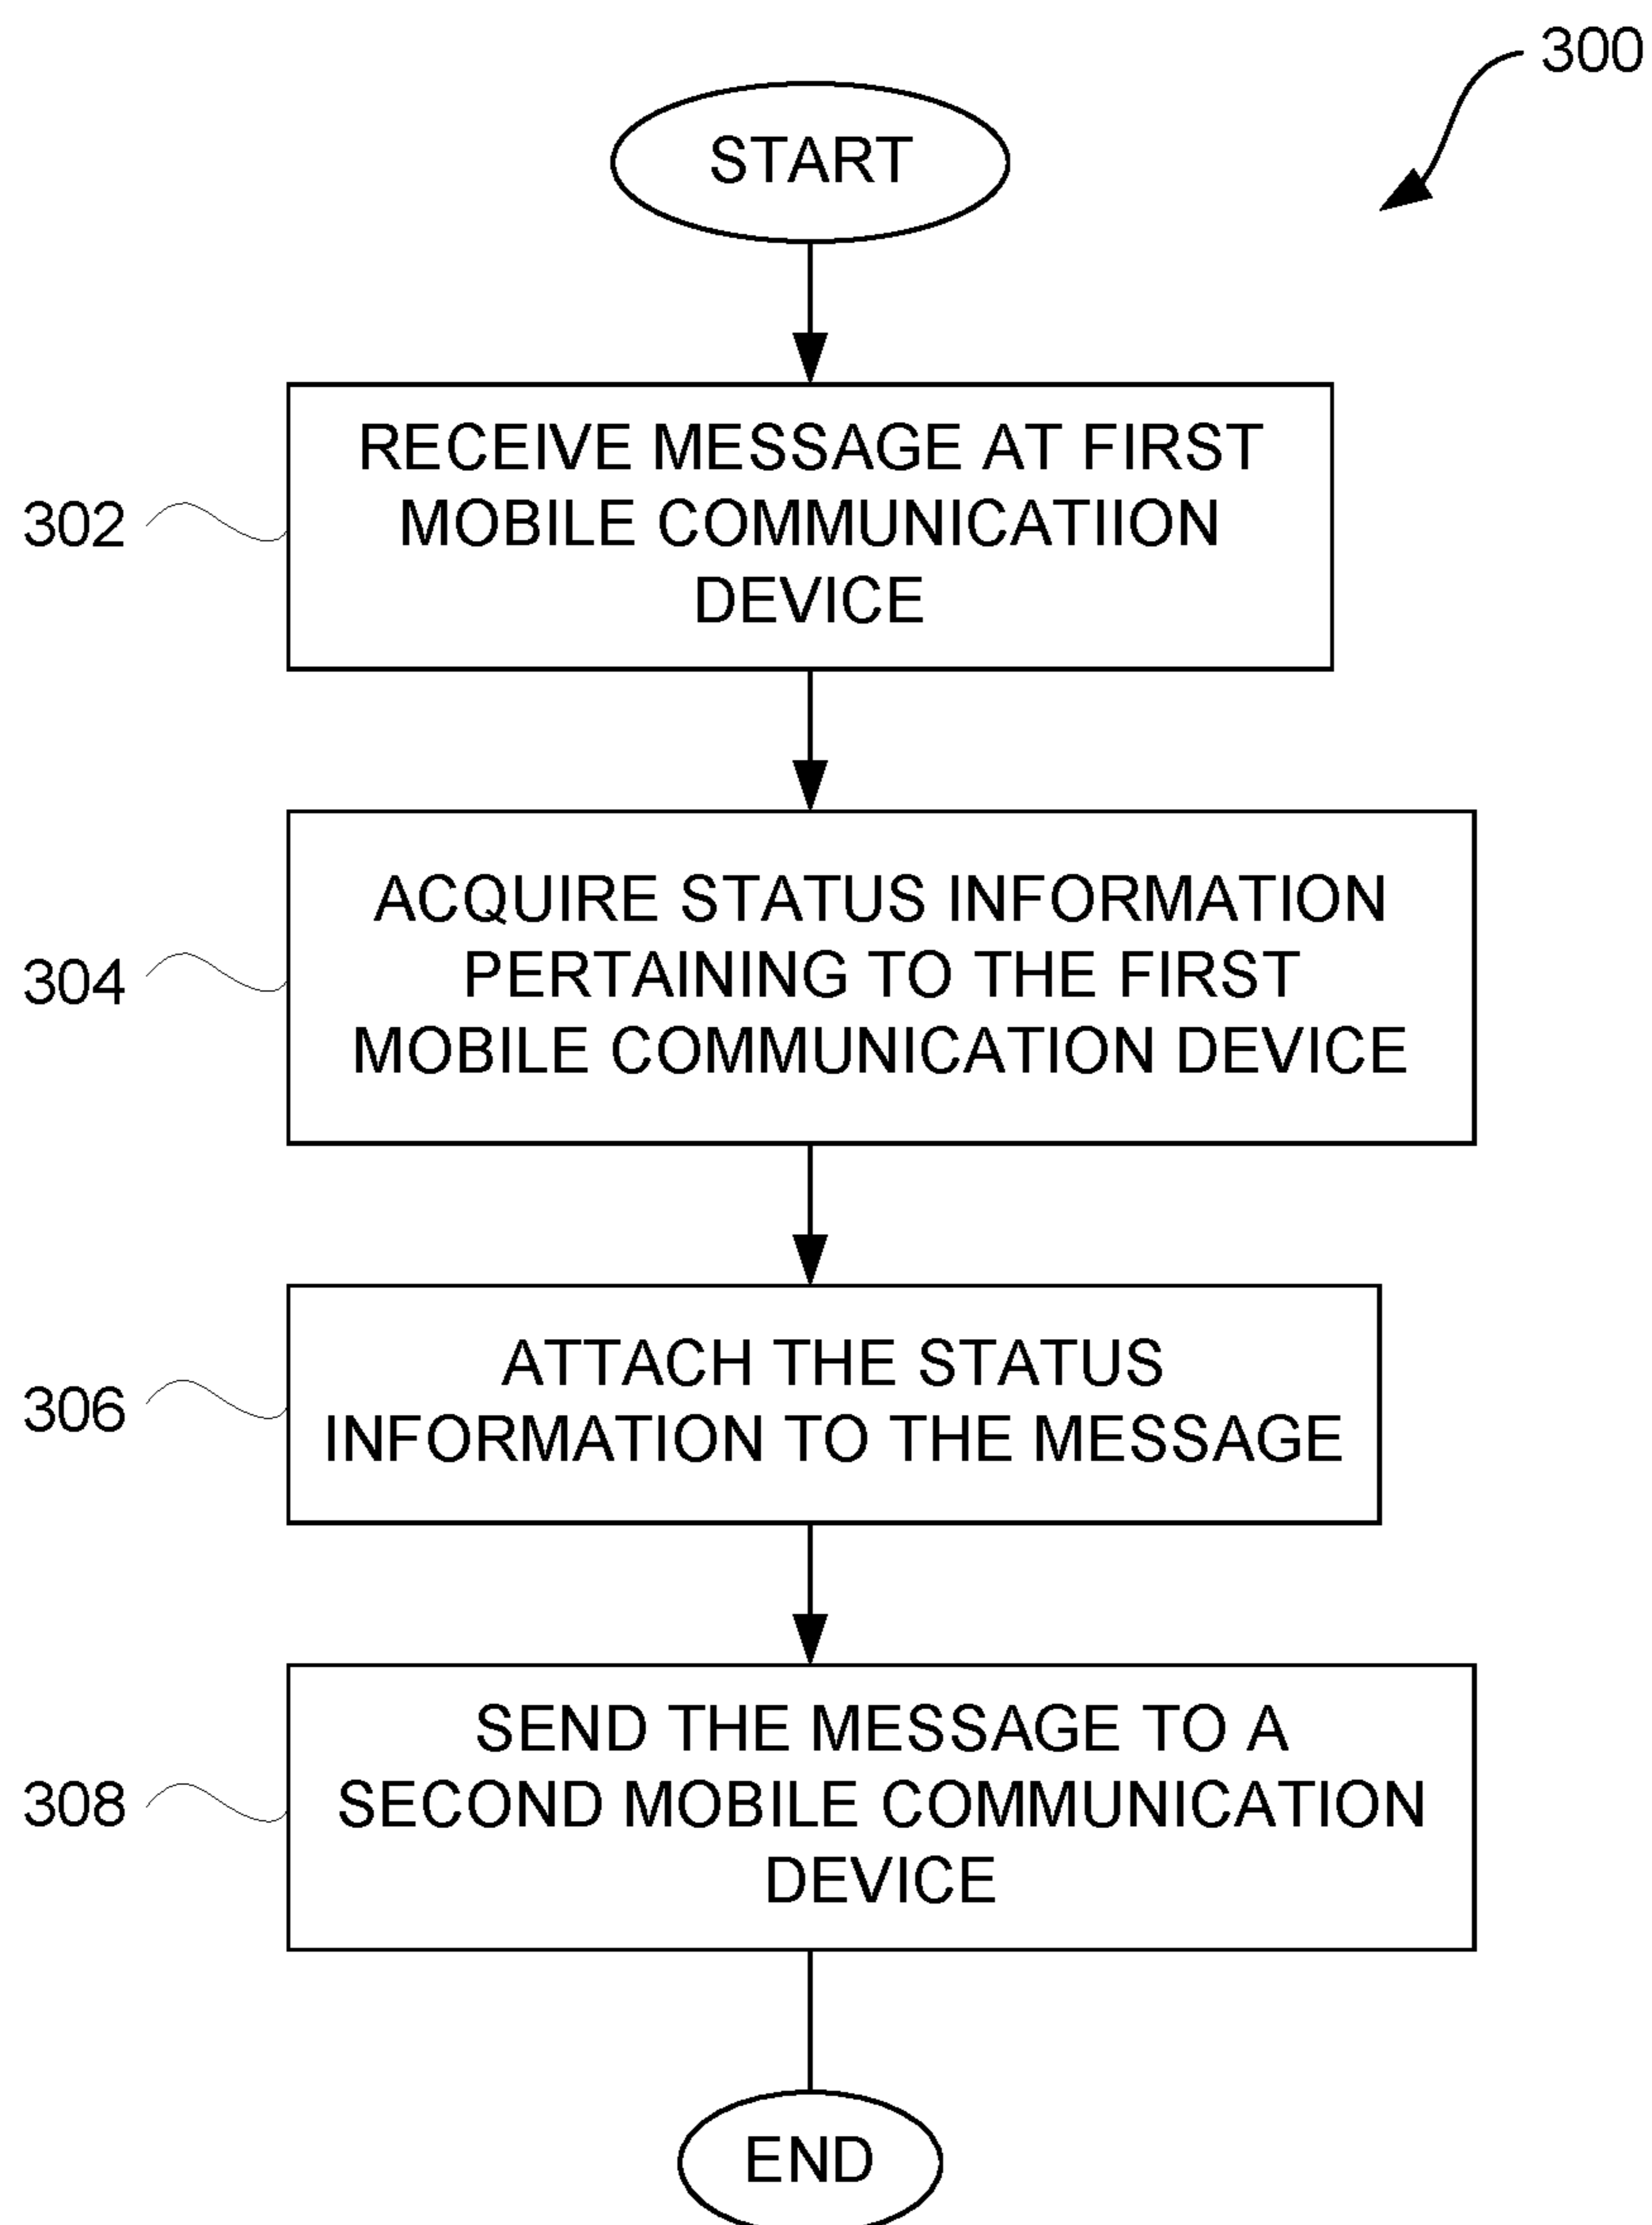 300
START
302
RECEIVE MESSAGE AT FIRST
MOBILE COMMUNICATIION
DEVICE
304
ACQUIRE STATUS INFORMATION
PERTAINING TO THE FIRST
MOBILE COMMUNICATION DEVICE
306
ATTACH THE STATUS
INFORMATION TO THE MESSAGE
308
SEND THE MESSAGE TO A
SECOND MOBILE COMMUNICATION
DEVICE
END